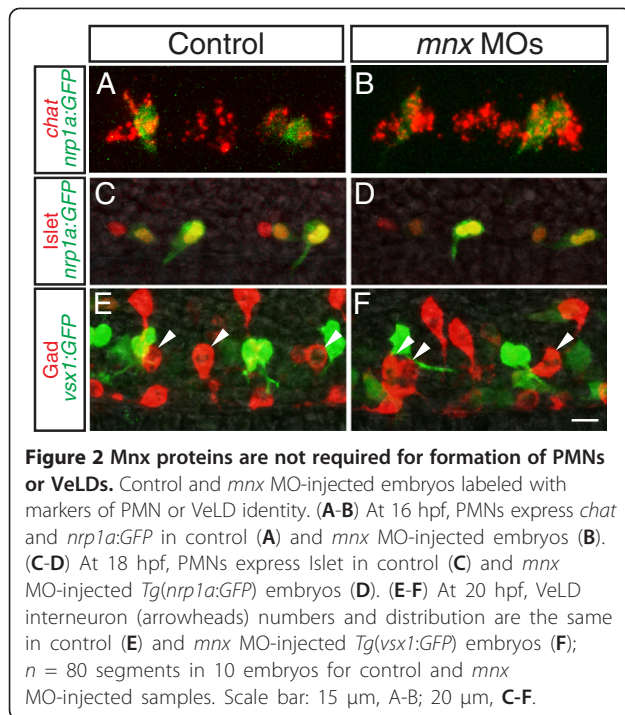 Control
mnx MOs
chat
nrp1a:GFP
A
B
Islet
nrp1a:GFP
C
D
Gad
vsx1:GFP
E
F
Figure 2 Mnx proteins are not required for formation of PMNs
or VeLDs. Control and mnx MO-injected embryos labeled with
markers of PMN or VeLD identity. (A-B) At 16 hpf, PMNs express chat
and nrp1a:GFP in control (A) and mnx MO-injected embryos (B).
(C-D) At 18 hpf, PMNs express Islet in control (C) and mnx
MO-injected Tg(nrp1a:GFP) embryos (D). (E-F) At 20 hpf, VeLD
interneuron (arrowheads) numbers and distribution are the same
in control (E) and mnx MO-injected Tg(vsx1:GFP) embryos (F);
n = 80 segments in 10 embryos for control and mnx
MO-injected samples. Scale bar: 15 μm, A-B; 20 μm, C-F.